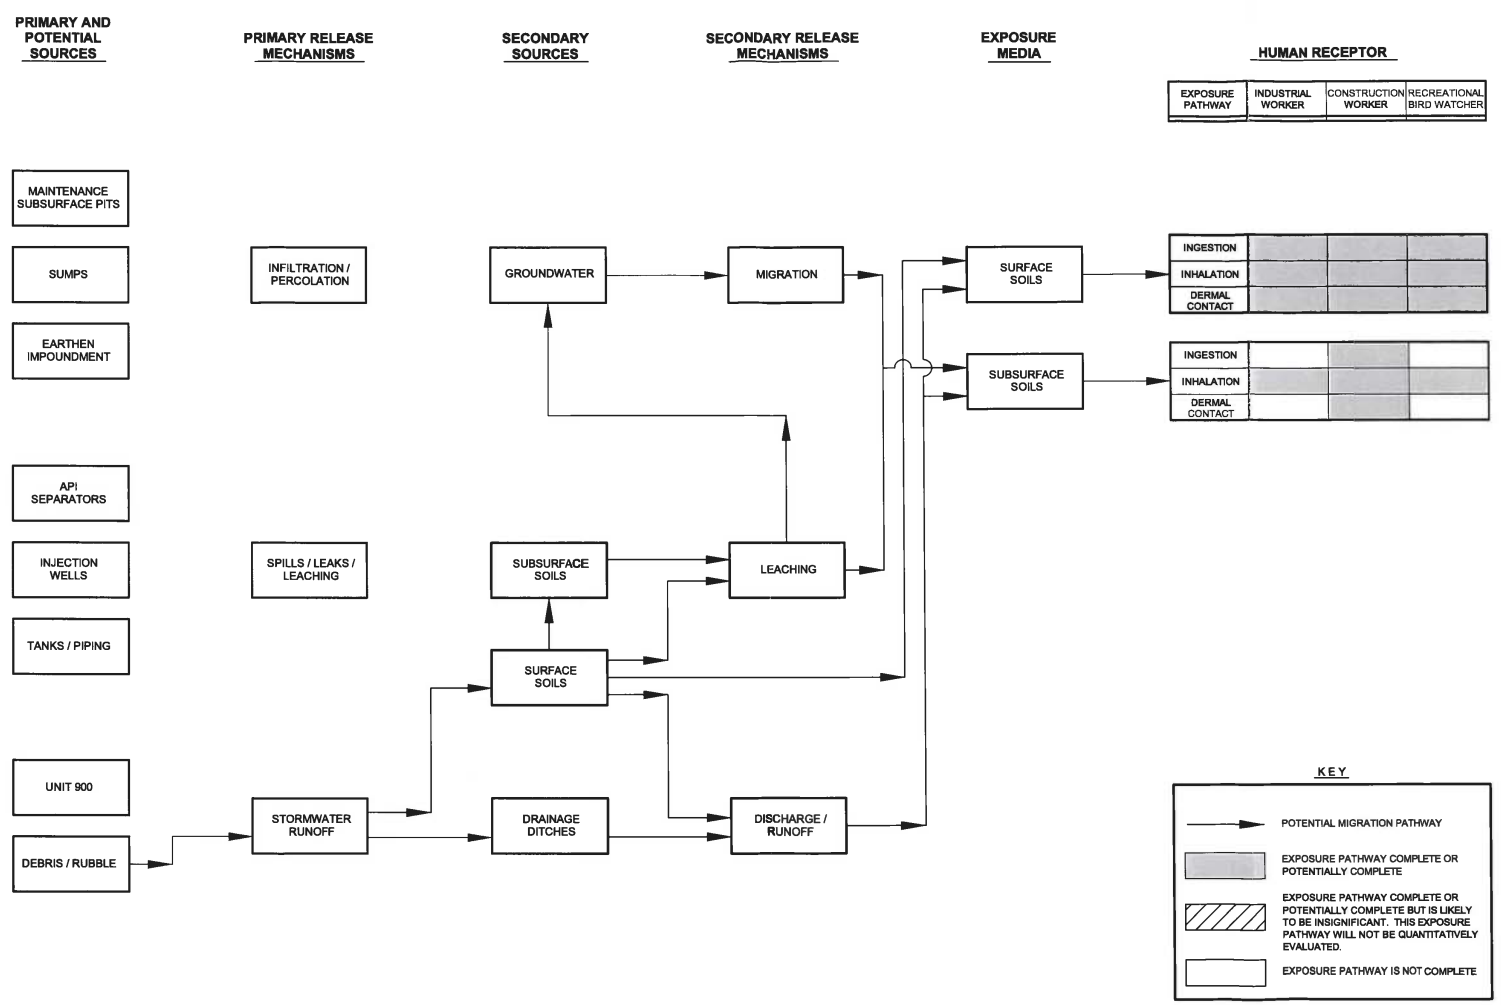 PRIMARY AND
POTENTIAL
SOURCES
PRIMARY RELEASE
MECHANISMS
SECONDARY
SOURCES
SECONDARY RELEASE
MECHANISMS
EXPOSURE
MEDIA
HUMAN RECEPTOR
EXPOSURE
PATHWAY
INDUSTRIAL
WORKER
CONSTRUCTION
WORKER
RECREATIONAL
BIRD WATCHER
MAINTENANCE
SUBSURFACE PITS
SUMPS
EARTHEN
IMPOUNDMENT
API
SEPARATORS
INJECTION
WELLS
TANKS / PIPING
UNIT 900
DEBRIS / RUBBLE
INFILTRATION /
PERCOLATION
SPILLS / LEAKS /
LEACHING
STORMWATER
RUNOFF
GROUNDWATER
SUBSURFACE
SOILS
SURFACE
SOILS
DRAINAGE
DITCHES
MIGRATION
LEACHING
DISCHARGE /
RUNOFF
SURFACE
SOILS
SUBSURFACE
SOILS
INGESTION
INHALATION
DERMAL
CONTACT
INGESTION
INHALATION
DERMAL
CONTACT
KEY
POTENTIAL MIGRATION PATHWAY
EXPOSURE PATHWAY COMPLETE OR
POTENTIALLY COMPLETE
EXPOSURE PATHWAY COMPLETE OR
POTENTIALLY COMPLETE BUT IS LIKELY
TO BE INSIGNIFICANT. THIS EXPOSURE
PATHWAY WILL NOT BE QUANTITATIVELY
EVALUATED.
EXPOSURE PATHWAY IS NOT COMPLETE